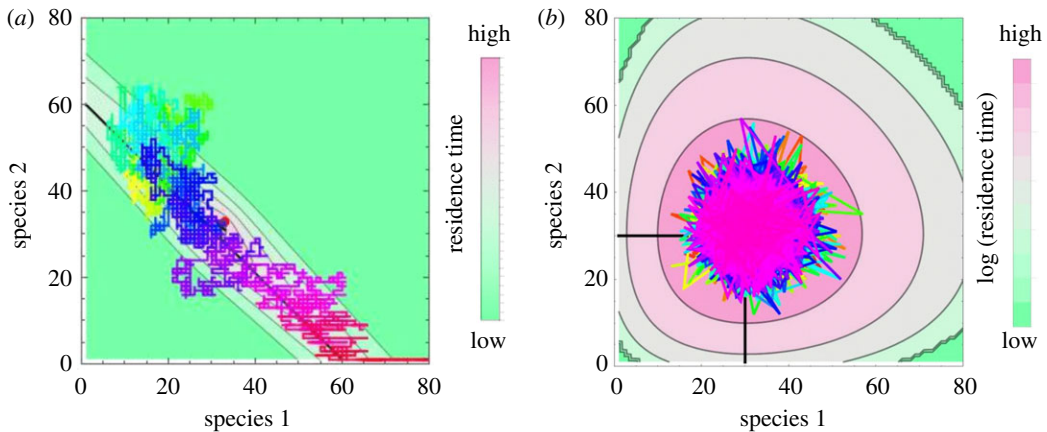 (a)
80
60
40
20
0
species 2
0 20 40 60 80
species 1
high
residence time
low
(b)
80
60
40
20
0
species 2
0 20 40 60 80
species 1
high
log (residence time)
low